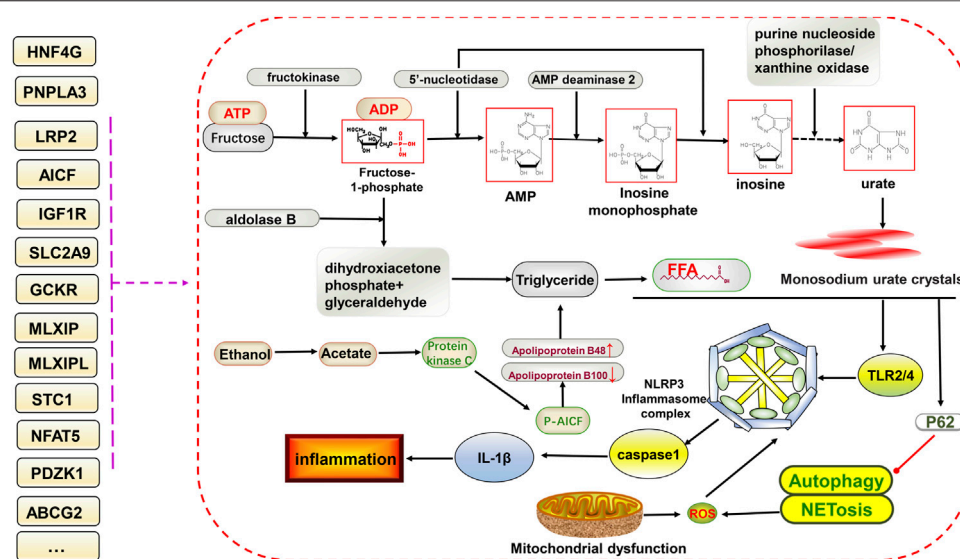 HNF4G
PNPLA3
LRP2
AICF
IGF1R
SLC2A9
GCKR
MLXIP
MLXIPL
STC1
NFAT5
PDZK1
ABCG2
...
fructokinase
5'-nucleotidase
AMP deaminase 2
purine nucleoside
phosphorilase/
xanthine oxidase
ATP
Fructose
ADP
Fructose-
1-phosphate
AMP
Inosine
monophosphate
inosine
urate
aldolase B
dihydroxiacetone
phosphate+
glyceraldehyde
Triglyceride
FFA
Monosodium urate crystals
Ethanol
Acetate
Protein
kinase C
Apolipoprotein B48↑
Apolipoprotein B100↓
P-AICF
NLRP3
Inflammasome
complex
TLR2/4
P62
inflammation
IL-1β
caspase1
Autophagy
NETosis
ROS
Mitochondrial dysfunction